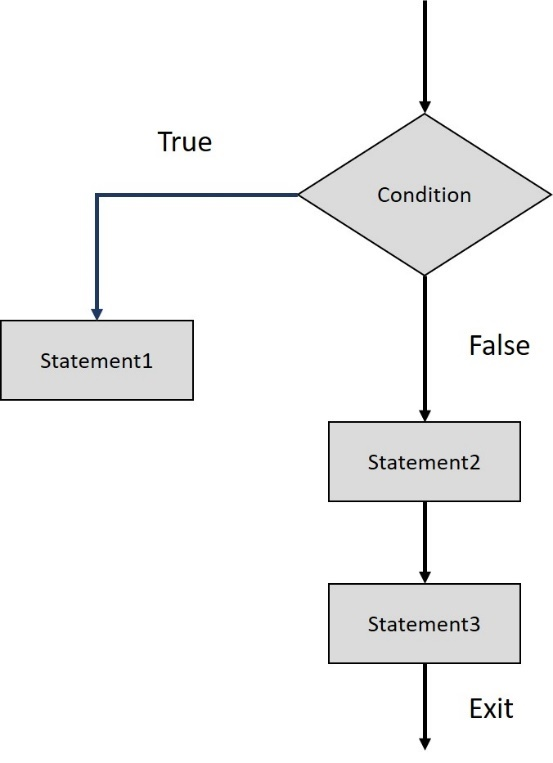 True
Condition
False
Statement1
Statement2
Statement3
Exit